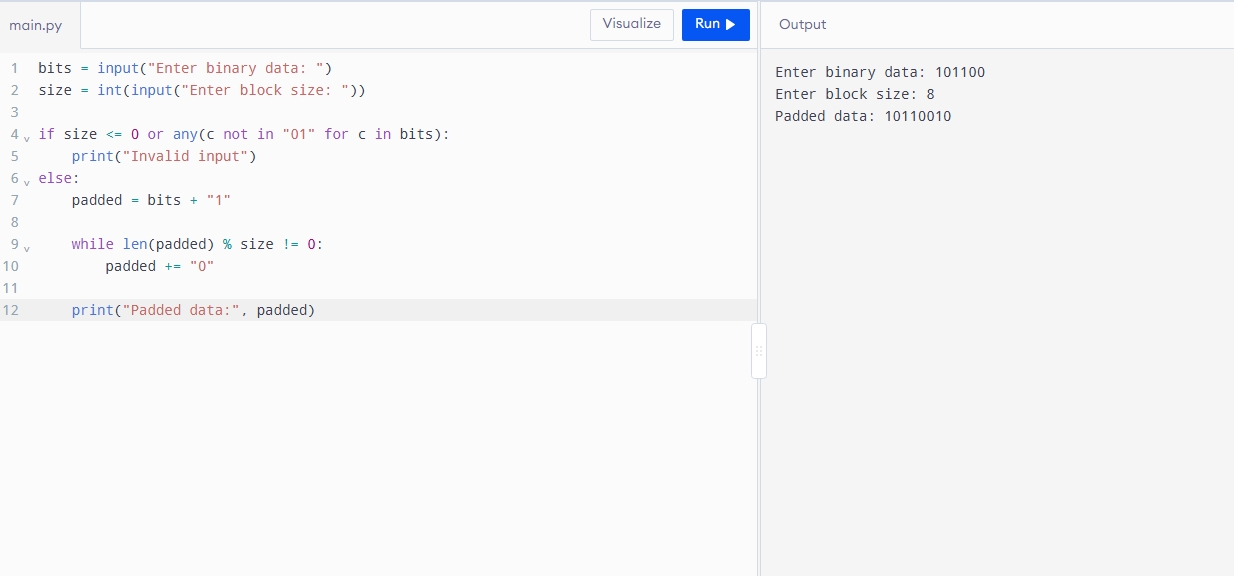 main.py
Visualize
Run
1 bits = input("Enter binary data: ")
2 size = int(input("Enter block size: "))
3
4 if size <= 0 or any(c not in "01" for c in bits):
5     print("Invalid input")
6 else:
7     padded = bits + "1"
8
9     while len(padded) % size != 0:
10         padded += "0"
11
12     print("Padded data:", padded)
Output
Enter binary data: 101100
Enter block size: 8
Padded data: 10110010